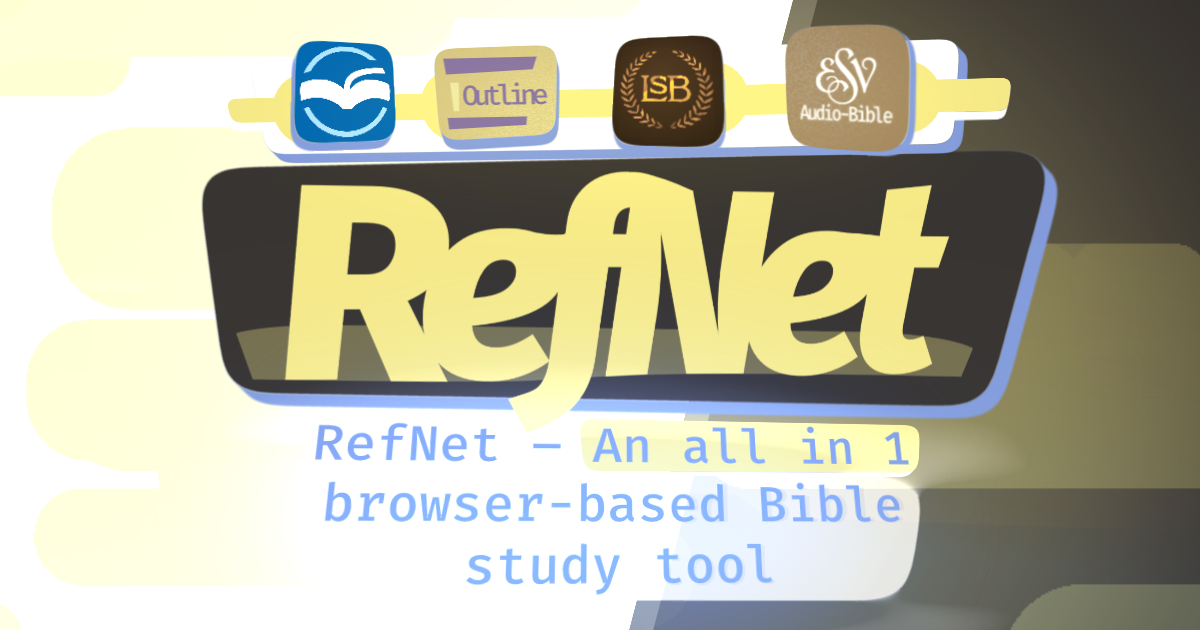 Outline
LSB
ESV
Audio-Bible
RefNet
RefNet – An all in 1
browser-based Bible
study tool